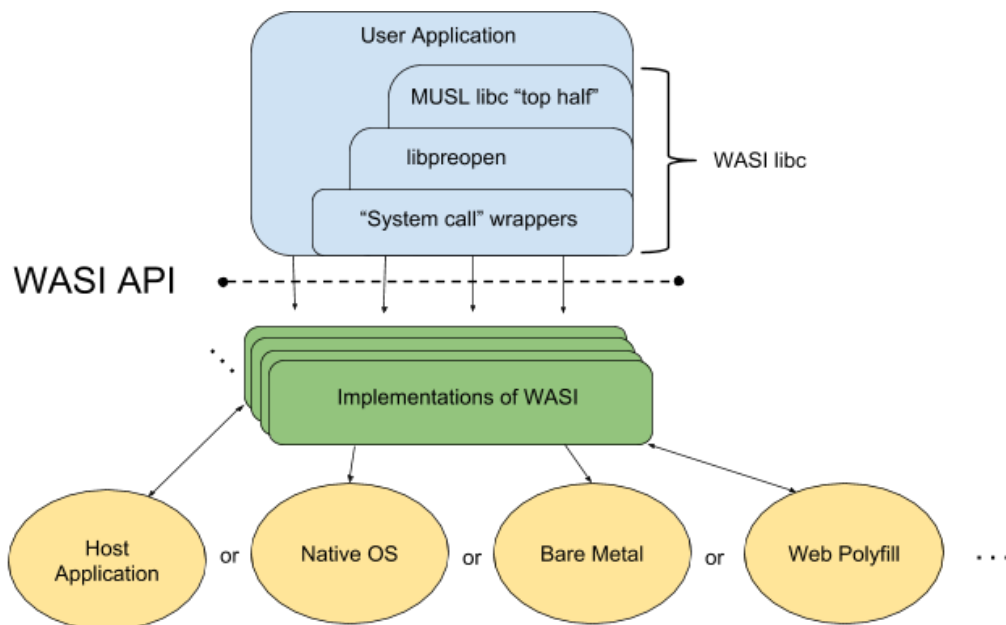 User Application
MUSL libc “top half”
libpreopen
WASI libc
“System call” wrappers
WASI API
...
Implementations of WASI
Host
Application
or
Native OS
or
Bare Metal
or
Web Polyfill
...